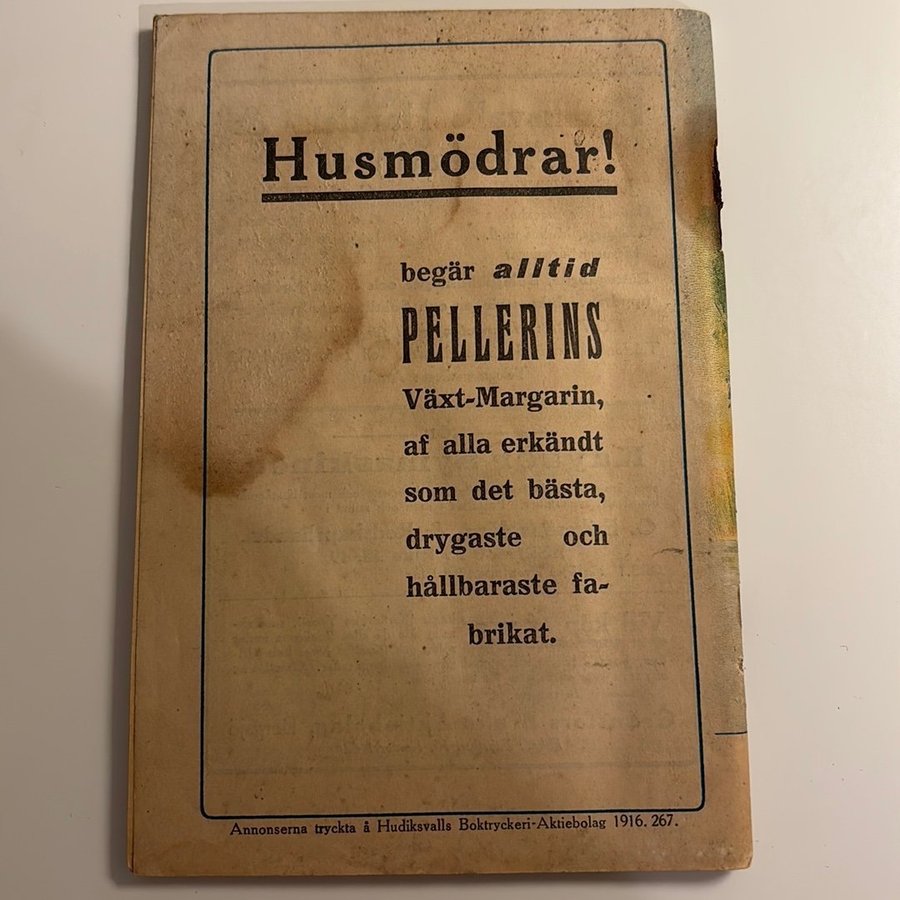 Husmödrar!
begär alltid
PELLERINS
Växt-Margarin,
af alla erkändt
som det bästa,
drygaste och
hållbaraste fa-
brikat.
Annonserna tryckta å Hudiksvalls Boktryckeri-Aktiebolag 1916. 267.